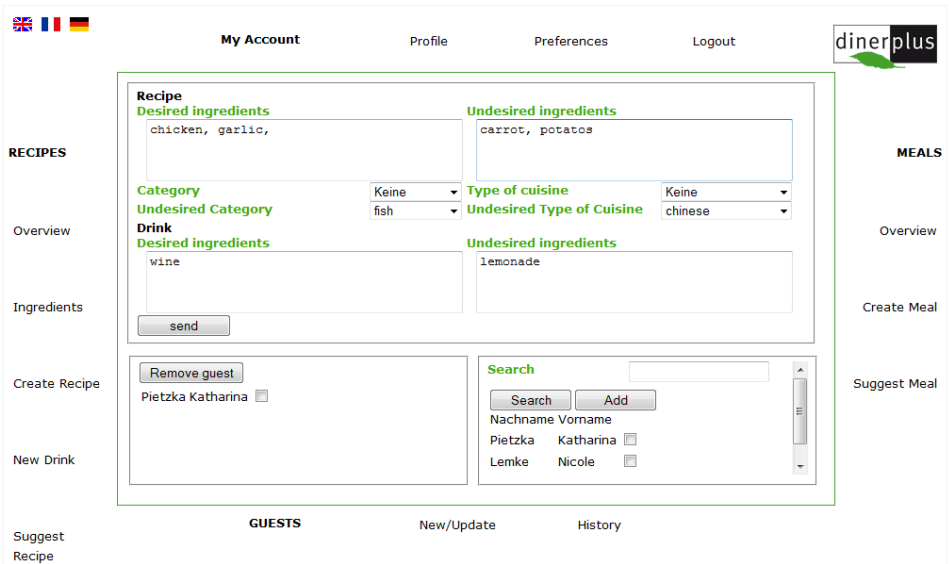 My Account Profile Preferences Logout
dinerplus
Recipe
Desired ingredients Undesired ingredients
chicken, garlic, carrot, potatos
RECIPES MEALS
Category Keine Type of cuisine Keine
Undesired Category fish Undesired Type of Cuisine chinese
Drink
Overview Overview
Desired ingredients Undesired ingredients
wine lemonade
Ingredients Create Meal
send
Remove guest Search
Create Recipe Suggest Meal
Pietzka Katharina Search Add
Nachname Vorname
Pietzka Katharina
New Drink Lemke Nicole
GUESTS New/Update History
Suggest
Recipe